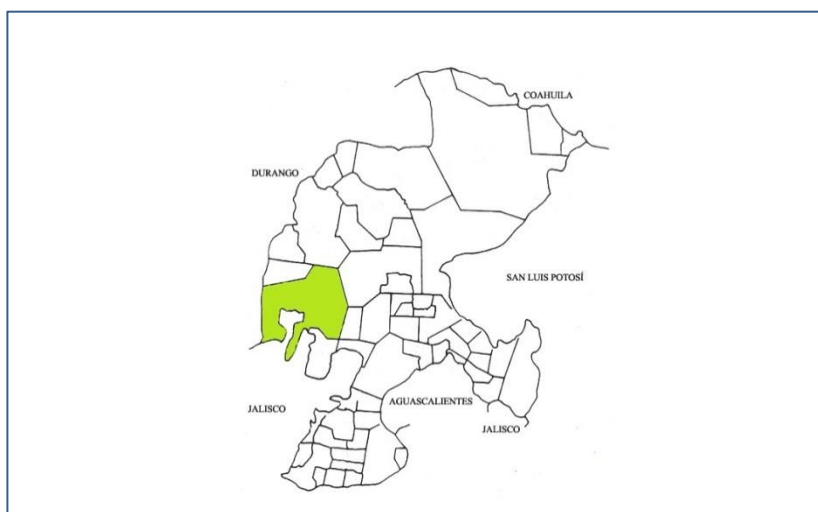 COAHUILA
DURANGO
SAN LUIS POTOSÍ
AGUASCALIENTES
JALISCO
JALISCO